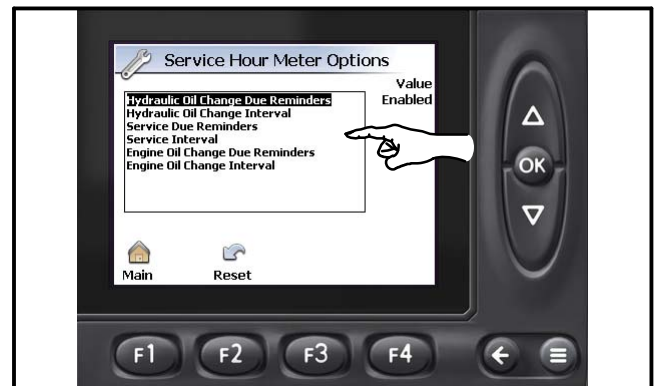 Service Hour Meter Options
Value
Hydraulic Oil Change Due Reminders Enabled
Hydraulic Oil Change Interval
Service Due Reminders
Service Interval
Engine Oil Change Due Reminders
Engine Oil Change Interval
Main Reset
OK
F1 F2 F3 F4